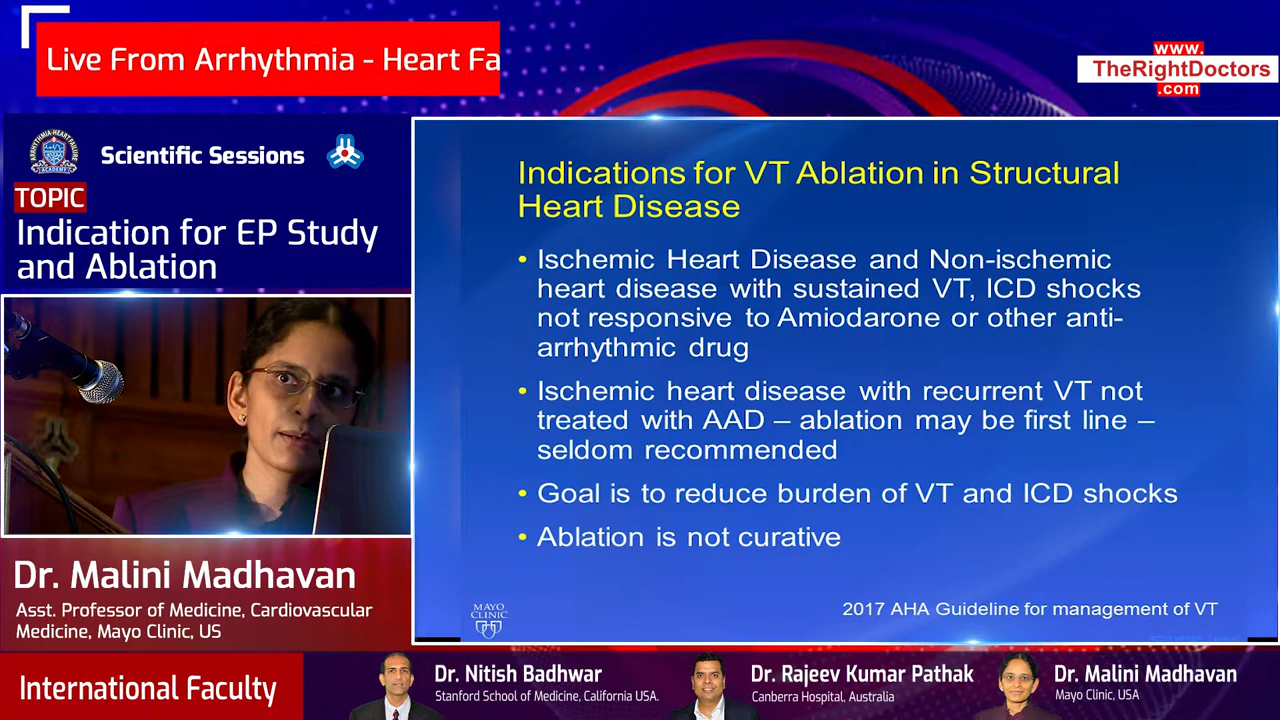 Live From Arrhythmia - Heart Fa
www.
TheRightDoctors
.com
ARRHYTHMIA-HEART FAILURE
ACADEMY
Scientific Sessions
TOPIC
Indication for EP Study
and Ablation
Indications for VT Ablation in Structural
Heart Disease
• Ischemic Heart Disease and Non-ischemic
heart disease with sustained VT, ICD shocks
not responsive to Amiodarone or other anti-
arrhythmic drug
• Ischemic heart disease with recurrent VT not
treated with AAD – ablation may be first line –
seldom recommended
• Goal is to reduce burden of VT and ICD shocks
• Ablation is not curative
MAYO
CLINIC
2017 AHA Guideline for management of VT
Dr. Malini Madhavan
Asst. Professor of Medicine, Cardiovascular
Medicine, Mayo Clinic, US
International Faculty
Dr. Nitish Badhwar
Stanford School of Medicine, California USA.
Dr. Rajeev Kumar Pathak
Canberra Hospital, Australia
Dr. Malini Madhavan
Mayo Clinic, USA